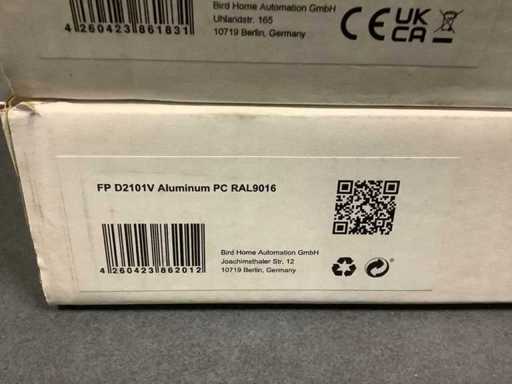 Bird Home Automation GmbH
Uhlandstr. 165
10719 Berlin, Germany
4 260423 861831
CE UK CA
FP D2101V Aluminum PC RAL9016
4 260423 862012
Bird Home Automation GmbH
Joachimsthaler Str. 12
10719 Berlin, Germany